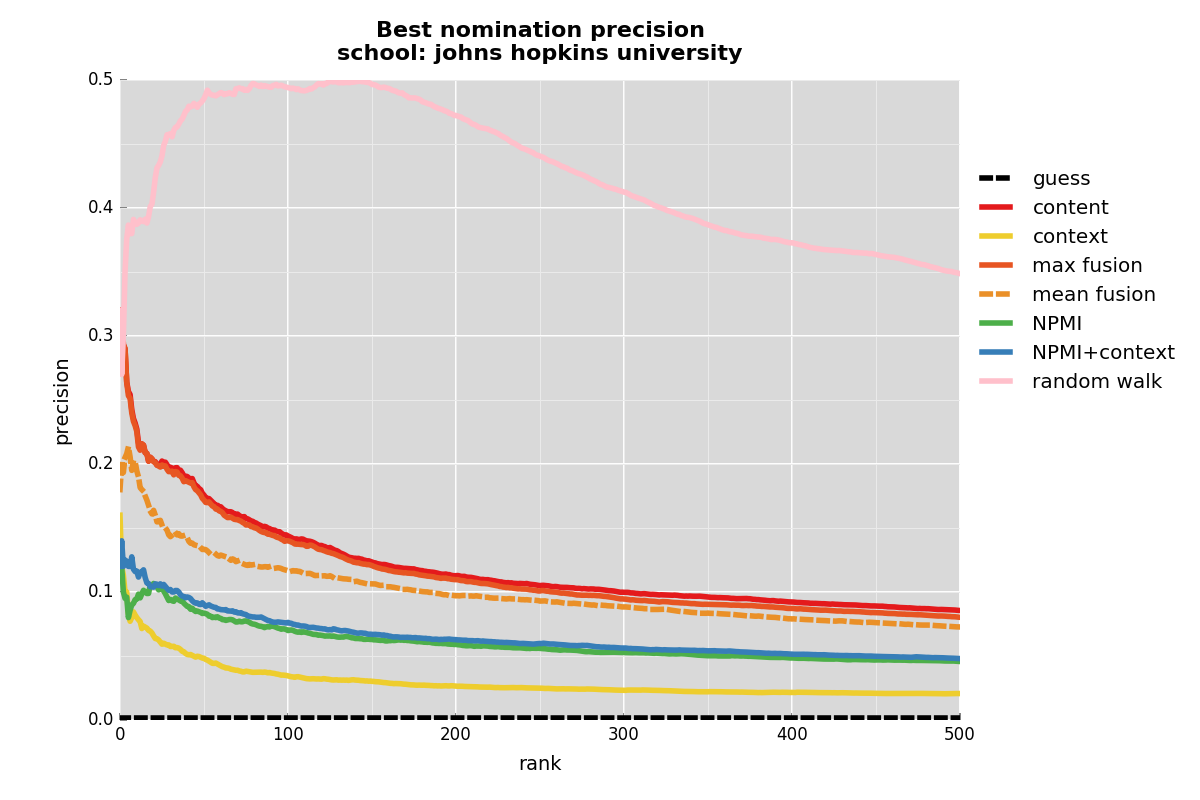 Best nomination precision
school: johns hopkins university
precision
0.5
0.4
0.3
0.2
0.1
0.0
0 100 200 300 400 500
rank
guess
content
context
max fusion
mean fusion
NPMI
NPMI+context
random walk